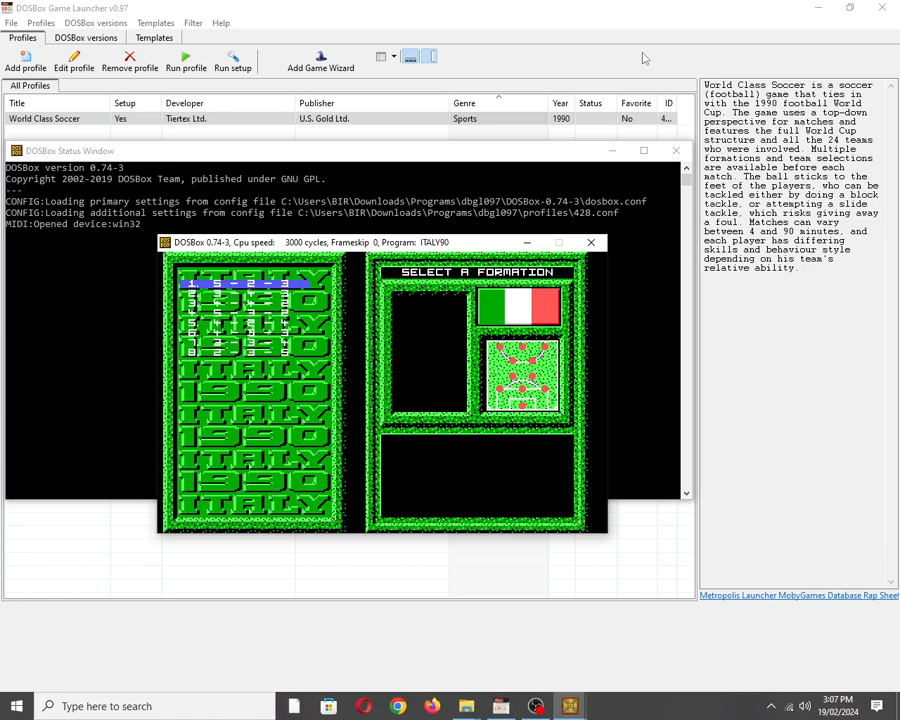 DOSBox Game Launcher v0.97
File Profiles DOSBox versions Templates Filter Help
Profiles DOSBox versions Templates
Add profile Edit profile Remove profile Run profile Run setup Add Game Wizard
All Profiles
Title Setup Developer Publisher Genre Year Status Favorite ID
World Class Soccer Yes Tiertex Ltd. U.S. Gold Ltd. Sports 1990 No 4...
World Class Soccer is a soccer
(football) game that ties in
with the 1990 football World
Cup. The game uses a top-down
perspective for matches and
features the full World Cup
structure and all the 24 teams
who were involved. Multiple
formations and team selections
are available before each
match. The ball sticks to the
feet of the players, who can be
tackled either by doing a block
tackle, or attempting a slide
tackle, which risks giving away
a foul. Matches can vary
between 4 and 90 minutes, and
each player has differing
skills and behaviour style
depending on his team's
relative ability.
Metropolis Launcher MobyGames Database Rap Sheet
DOSBox Status Window
DOSBox version 0.74-3
Copyright 2002-2019 DOSBox Team, published under GNU GPL.
---
CONFIG:Loading primary settings from config file C:\Users\BIR\Downloads\Programs\dbgl097\DOSBox-0.74-3\dosbox.conf
CONFIG:Loading additional settings from config file C:\Users\BIR\Downloads\Programs\dbgl097\profiles\428.conf
MIDI:Opened device:win32
DOSBox 0.74-3, Cpu speed: 3000 cycles, Frameskip 0, Program: ITALY90
SELECT A FORMATION
1. 5 - 2 - 3
ITALY
1990
ITALY
1990
ITALY
1990
ITALY
Type here to search
3:07 PM
19/02/2024